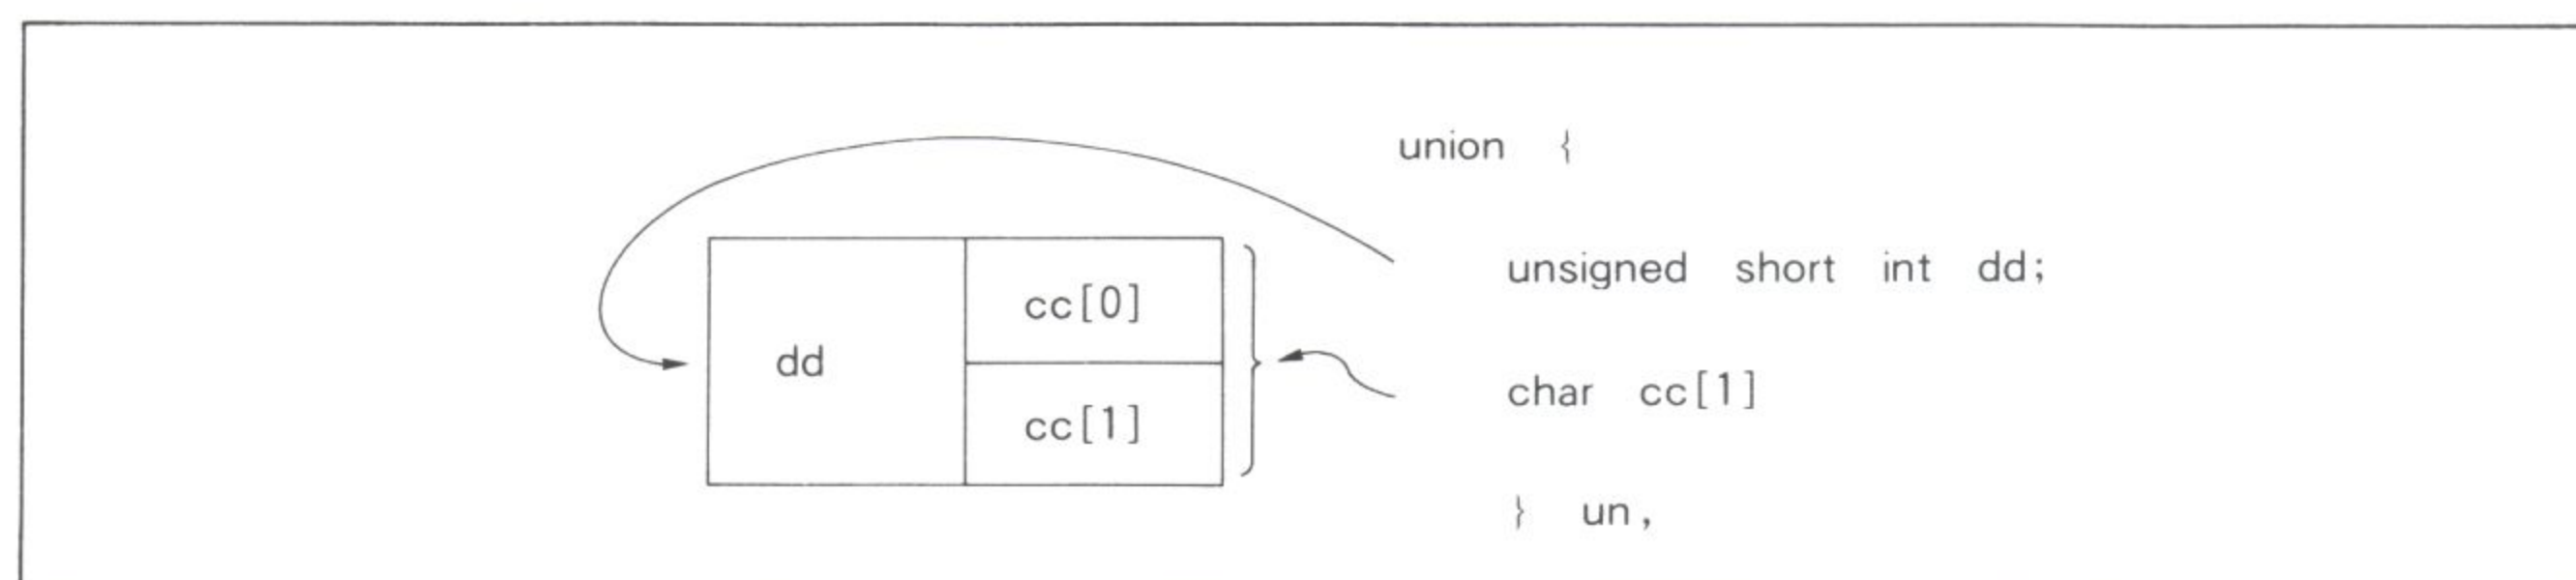 union {
unsigned short int dd;
cc[0]
dd
char cc[1]
cc[1]
} un,